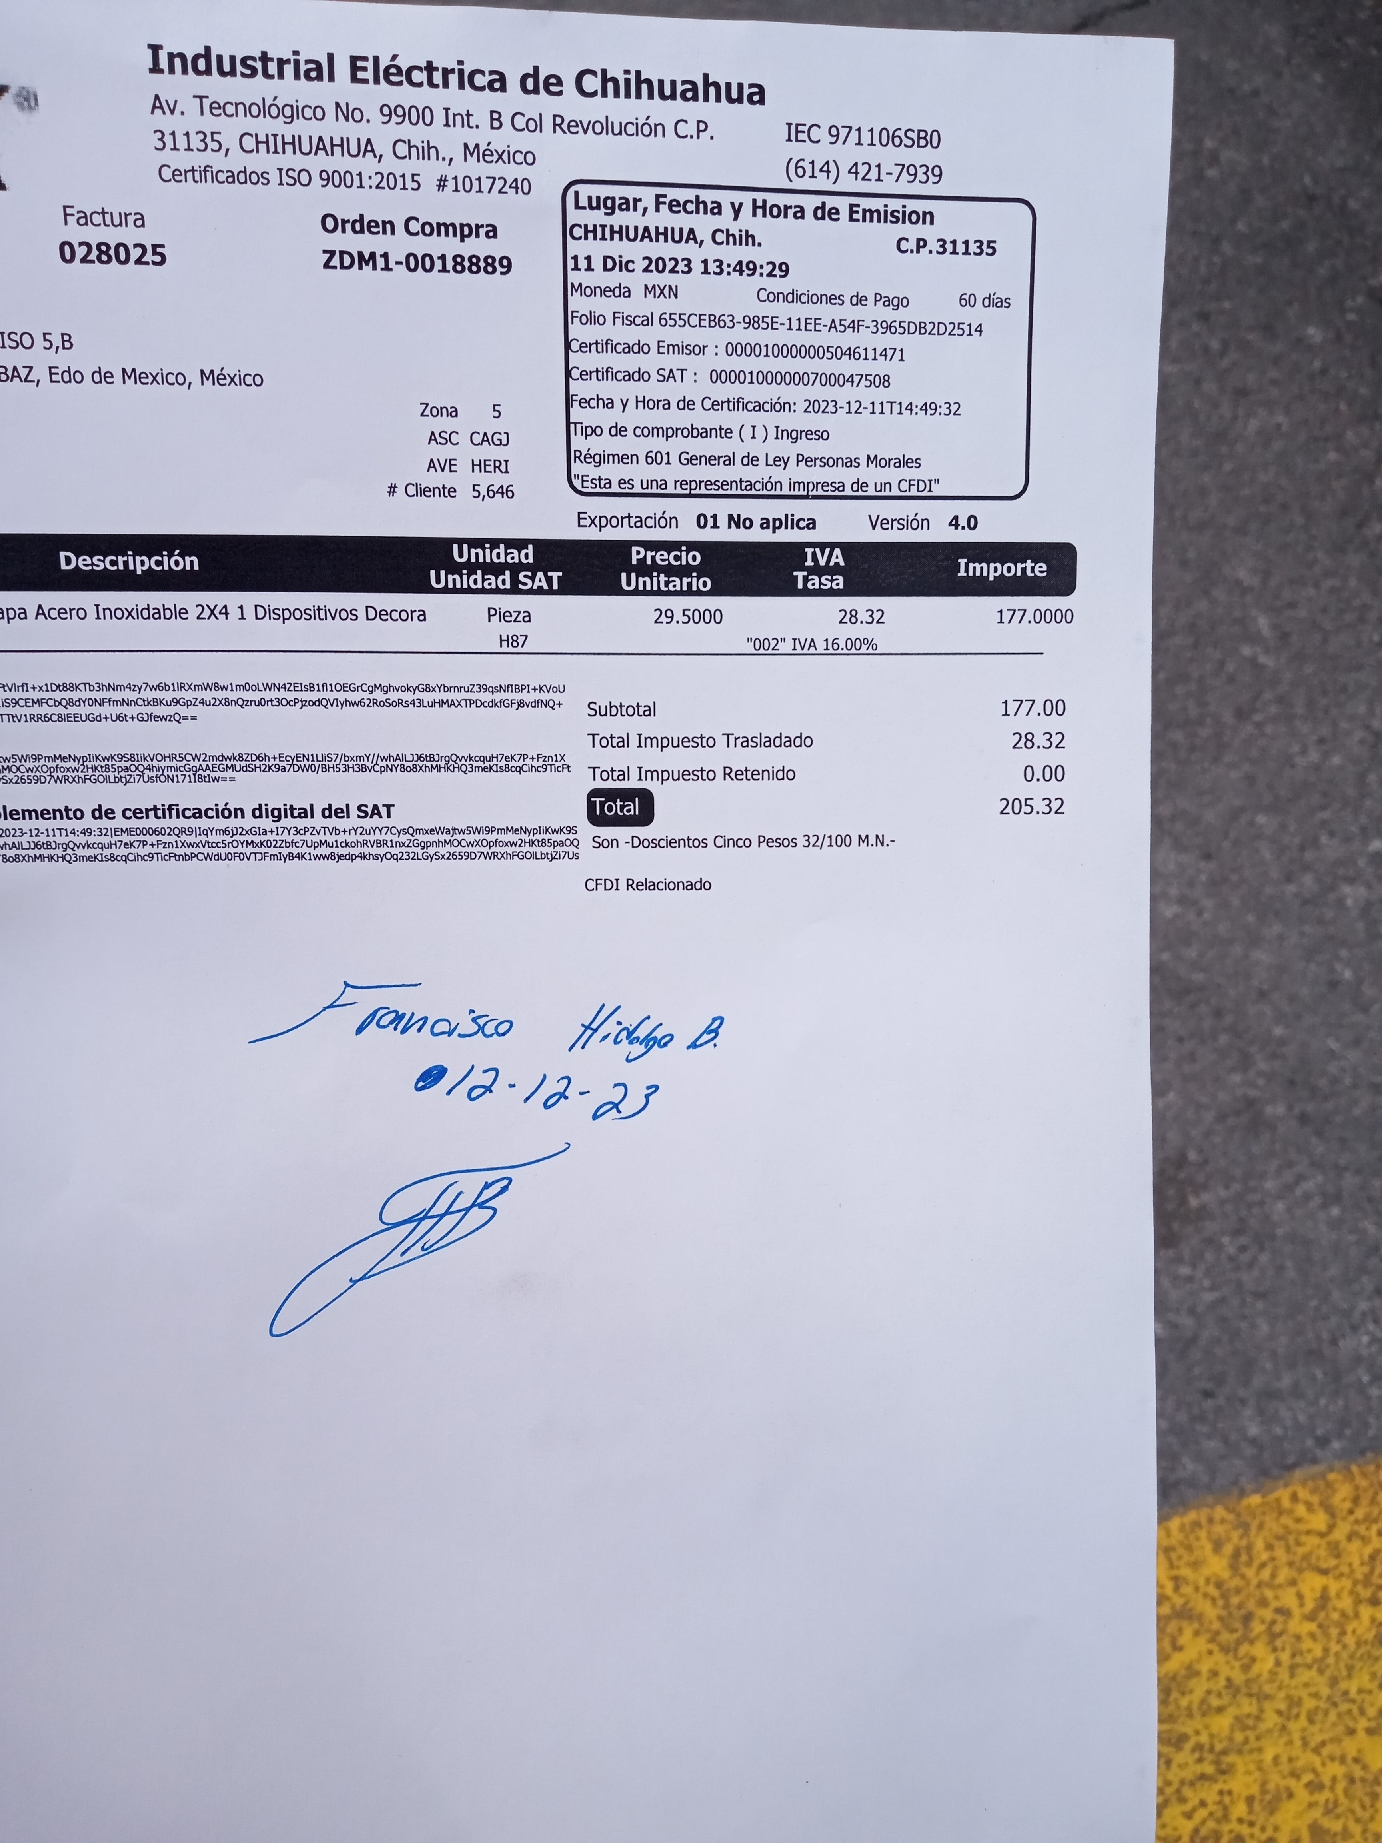 Industrial Eléctrica de Chihuahua
Av. Tecnológico No. 9900 Int. B Col Revolución C.P.
31135, CHIHUAHUA, Chih., México
Certificados ISO 9001:2015 #1017240
IEC 971106SB0
(614) 421-7939
Factura
028025
Orden Compra
ZDM1-0018889
Lugar, Fecha y Hora de Emision
CHIHUAHUA, Chih. C.P.31135
11 Dic 2023 13:49:29
Moneda MXN Condiciones de Pago 60 días
Folio Fiscal 655CEB63-985E-11EE-A54F-3965DB2D2514
Certificado Emisor : 00001000000504611471
Certificado SAT : 00001000000700047508
Fecha y Hora de Certificación: 2023-12-11T14:49:32
Tipo de comprobante ( I ) Ingreso
Régimen 601 General de Ley Personas Morales
"Esta es una representación impresa de un CFDI"
ISO 5,B
BAZ, Edo de Mexico, México
Zona 5
ASC CAGJ
AVE HERI
# Cliente 5,646
Exportación 01 No aplica Versión 4.0
Descripción Unidad Precio IVA Importe
Unidad SAT Unitario Tasa
apa Acero Inoxidable 2X4 1 Dispositivos Decora Pieza 29.5000 28.32 177.0000
H87 "002" IVA 16.00%
Subtotal 177.00
Total Impuesto Trasladado 28.32
Total Impuesto Retenido 0.00
Total 205.32
Son -Doscientos Cinco Pesos 32/100 M.N.-
CFDI Relacionado
lemento de certificación digital del SAT
Francisco Hidalgo B.
12-12-23